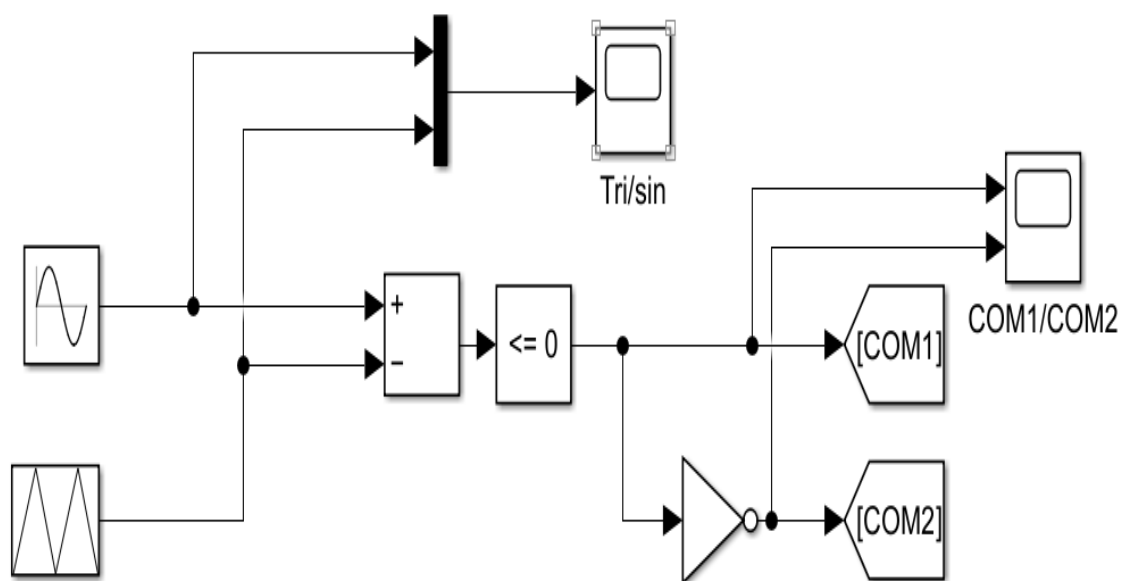 Tri/sin
+
−
<= 0
COM1/COM2
[COM1]
[COM2]